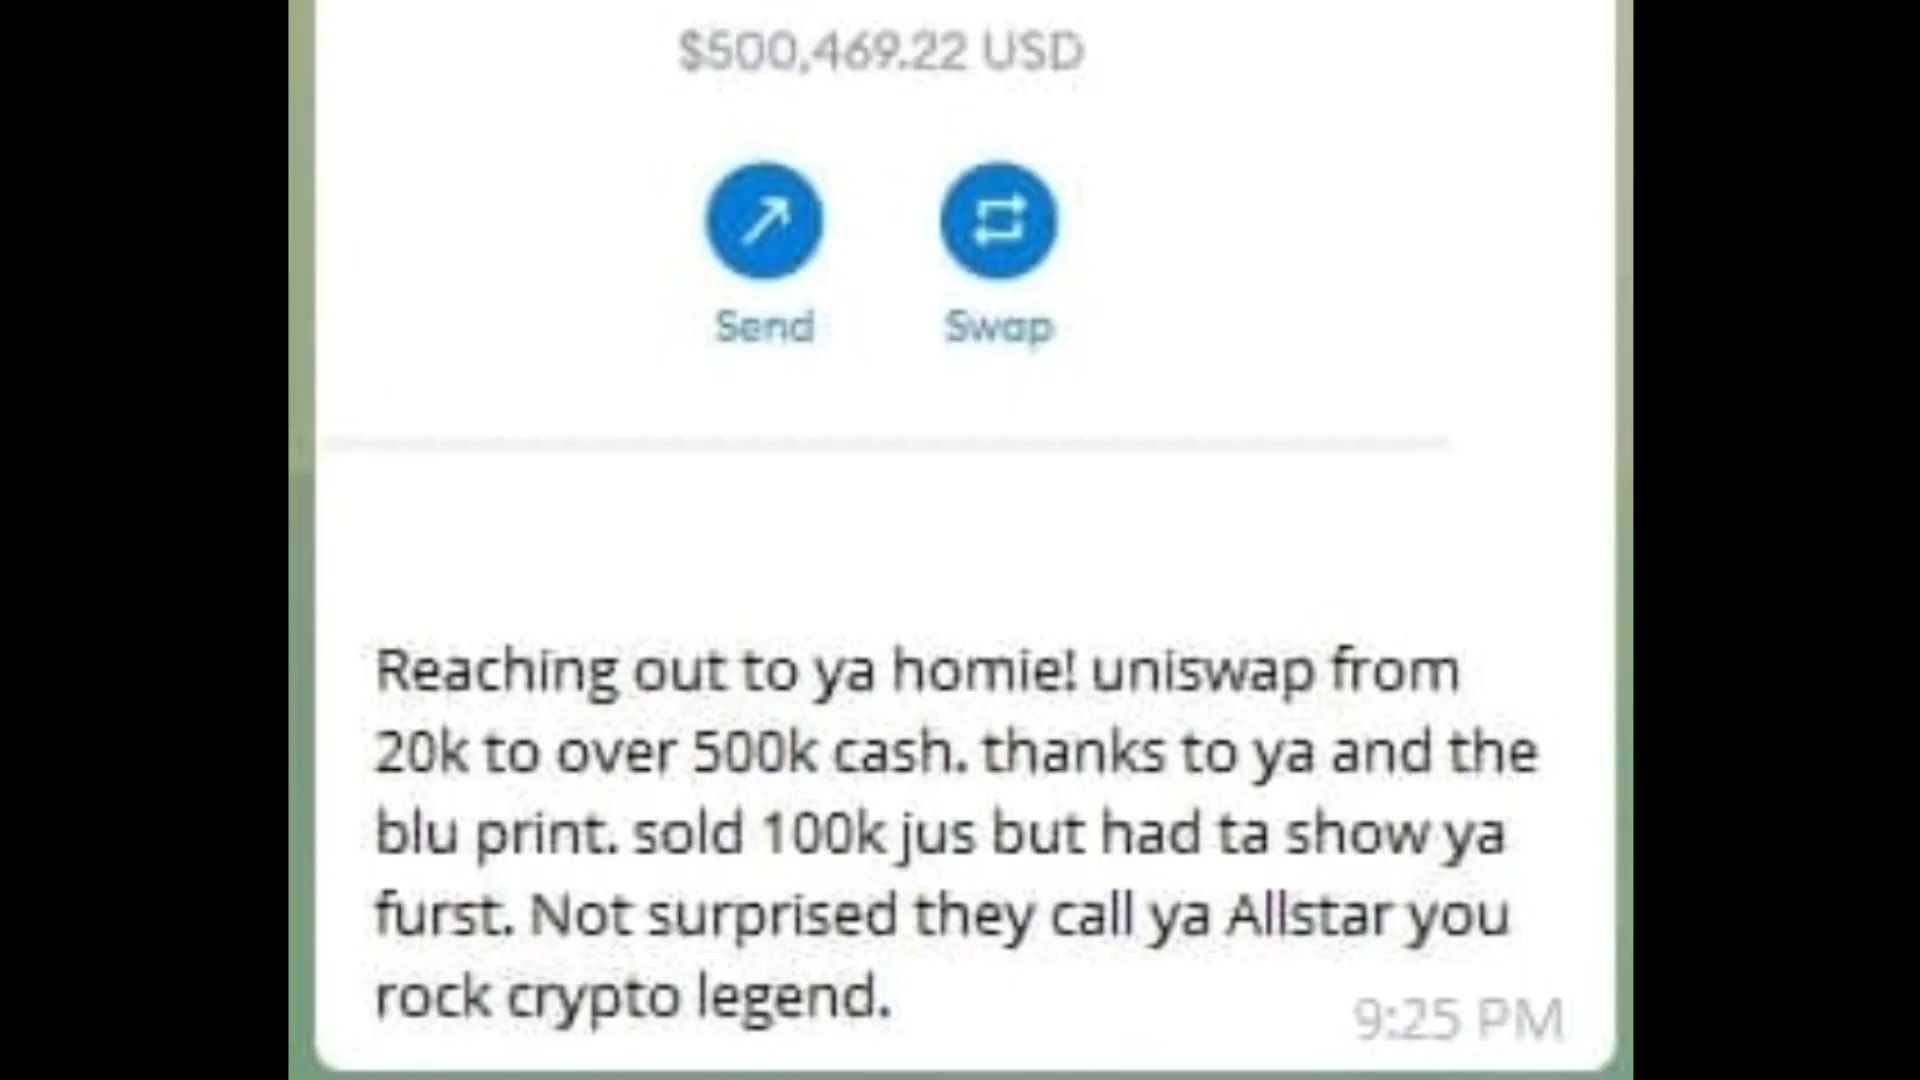 $500,469.22 USD
Send Swap
Reaching out to ya homie! uniswap from
20k to over 500k cash. thanks to ya and the
blu print. sold 100k jus but had ta show ya
furst. Not surprised they call ya Allstar you
rock crypto legend.
9:25 PM